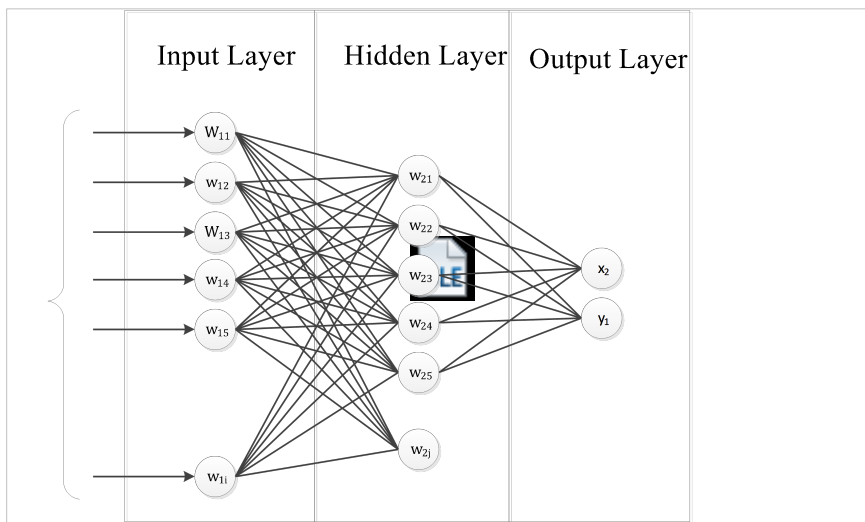 Input Layer
Hidden Layer
Output Layer
W11
w12
W13
w14
w15
w1i
w21
w22
w23
w24
w25
w2j
LE
x2
y1